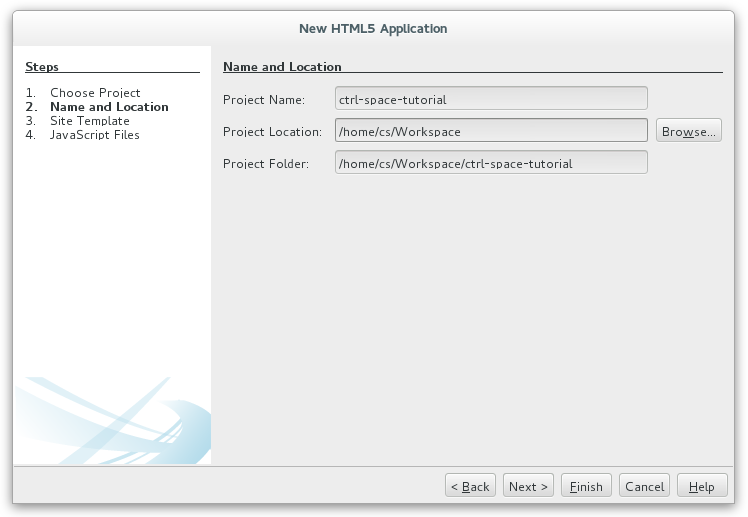 New HTML5 Application
Steps
1. Choose Project
2. Name and Location
3. Site Template
4. JavaScript Files
Name and Location
Project Name: ctrl-space-tutorial
Project Location: /home/cs/Workspace Browse...
Project Folder: /home/cs/Workspace/ctrl-space-tutorial
< Back Next > Finish Cancel Help